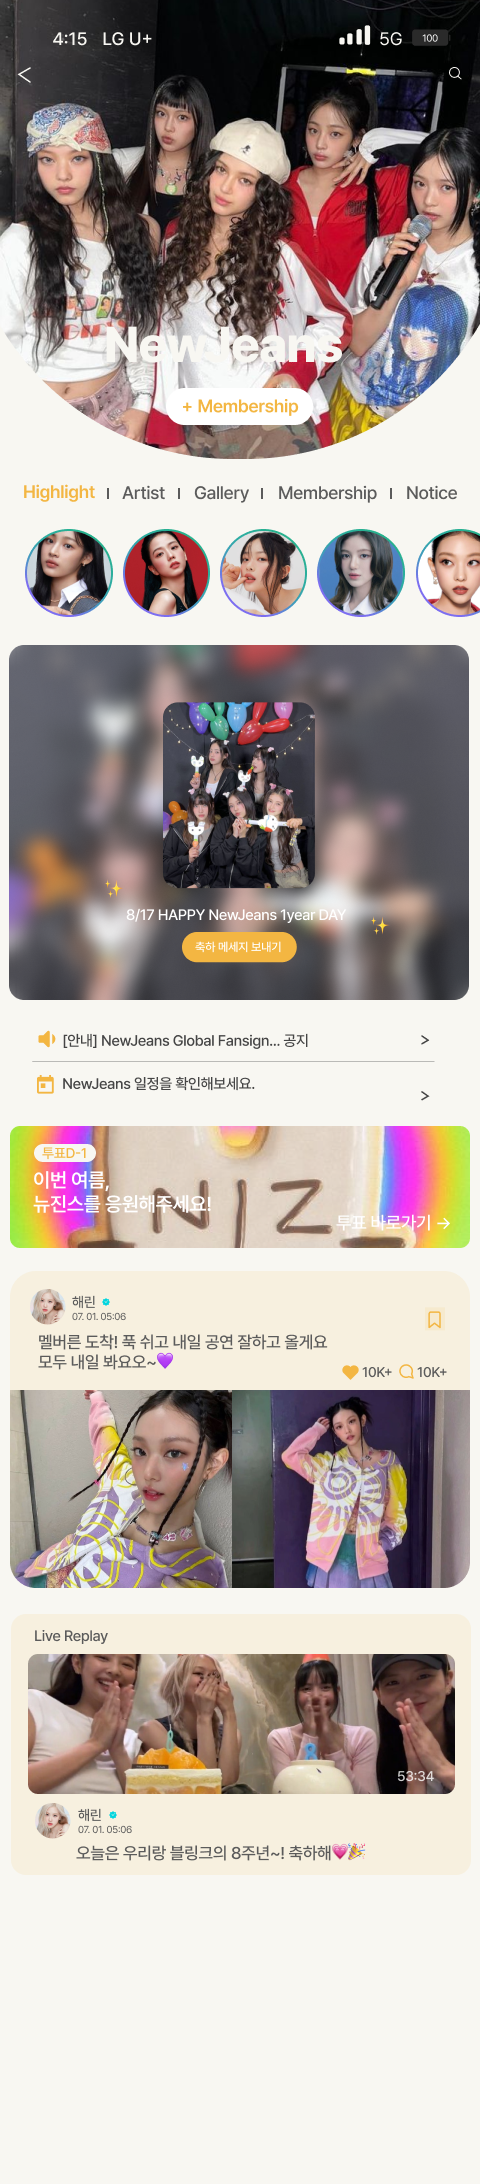 4:15 LG U+ 5G 100
NewJeans
+ Membership
Highlight | Artist | Gallery | Membership | Notice
8/17 HAPPY NewJeans 1year DAY
축하 메세지 보내기
[안내] NewJeans Global Fansign... 공지 >
NewJeans 일정을 확인해보세요. >
투표D-1
이번 여름,
뉴진스를 응원해주세요!
NJZ
투표 바로가기 →
해린
07. 01. 05:06
멜버른 도착! 푹 쉬고 내일 공연 잘하고 올게요
모두 내일 봐요오~💜
10K+ 10K+
Live Replay
53:34
해린
07. 01. 05:06
오늘은 우리랑 블링크의 8주년~! 축하해💗🎉